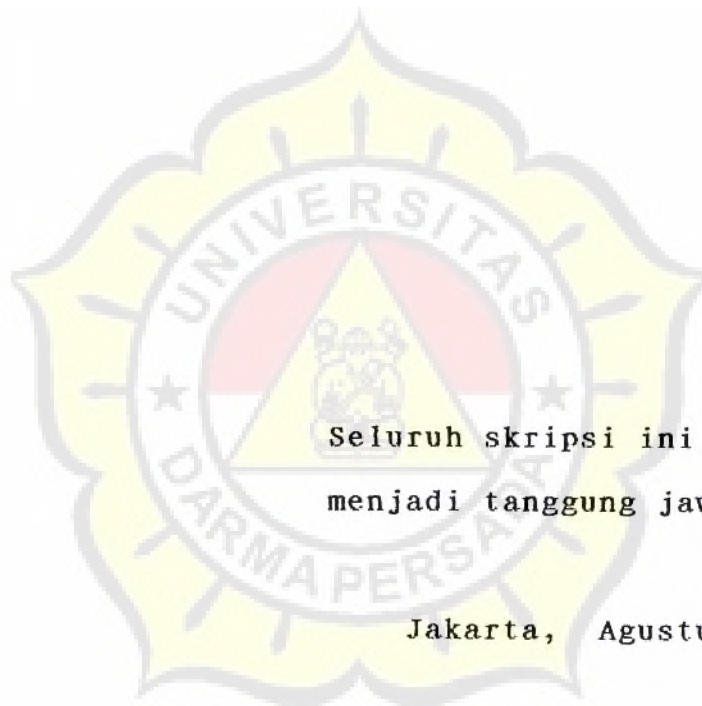 UNIVERSITAS
DARMA PERSADA
Seluruh skripsi ini
menjadi tanggung
Jakarta,